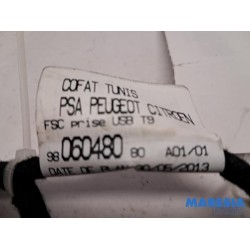 COFAT TUNIS
PSA PEUGEOT CITROEN
FSC prise USB T9
98 060480 80 A01/01
DATE DE PLAN 30/05/2013